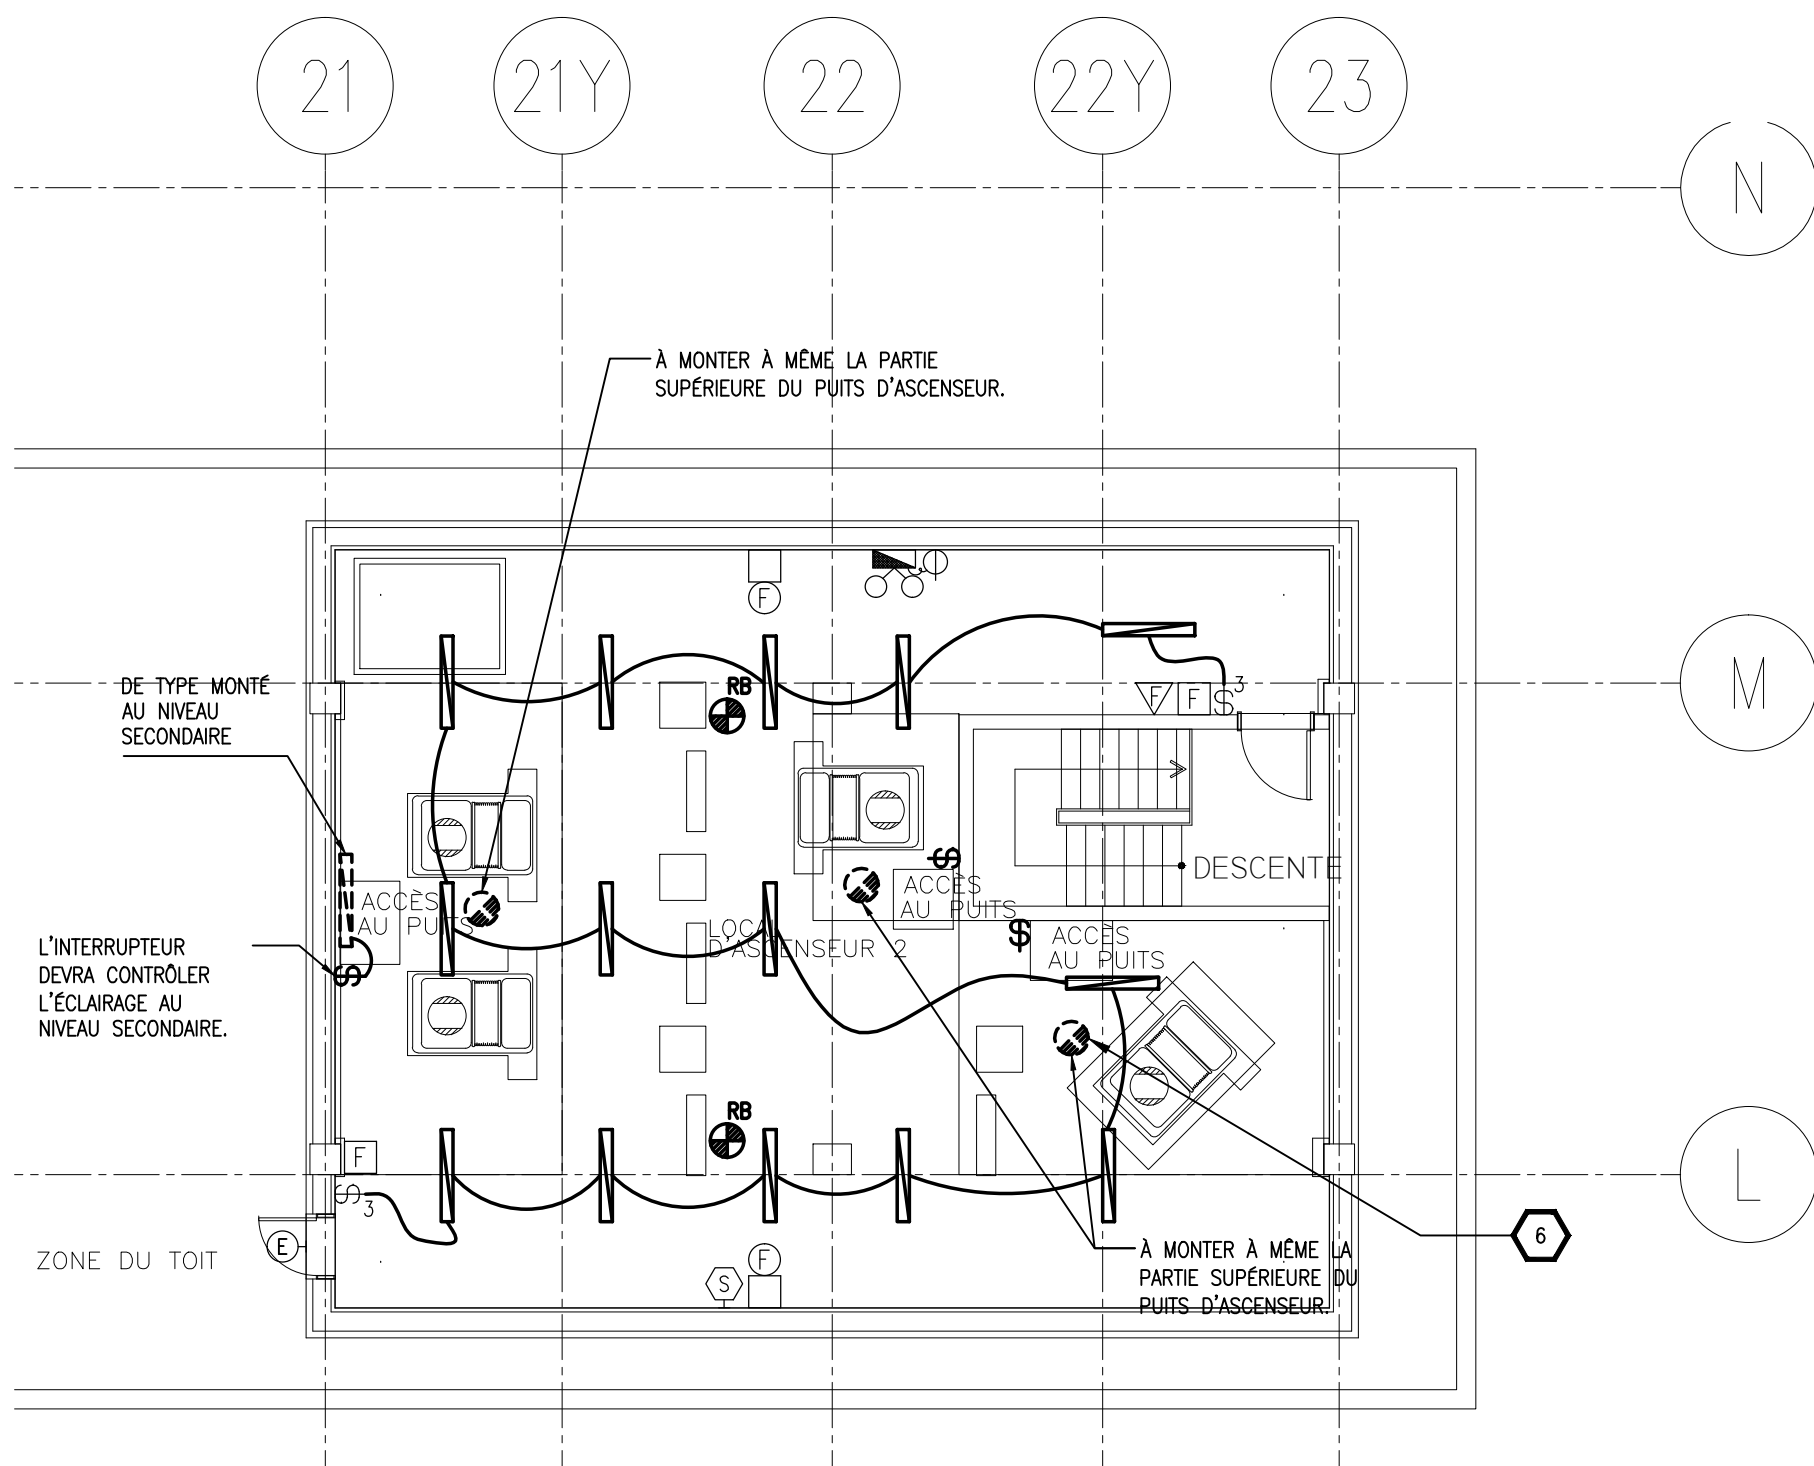 21
21Y
22
22Y
23
N
À MONTER À MÊME LA PARTIE
SUPÉRIEURE DU PUITS D'ASCENSEUR.
F
DE TYPE MONTÉ
AU NIVEAU
SECONDAIRE
RB
F
F
$3
M
DESCENTE
ACCÈS
AU PUITS
$
ACCÈS
AU PUITS
LOCAL
D'ASCENSEUR 2
$
ACCÈS
AU PUITS
L'INTERRUPTEUR
DEVRA CONTRÔLER
L'ÉCLAIRAGE AU
NIVEAU SECONDAIRE.
$
RB
F
$3
L
ZONE DU TOIT
E
F
S
À MONTER À MÊME LA
PARTIE SUPÉRIEURE DU
PUITS D'ASCENSEUR.
6